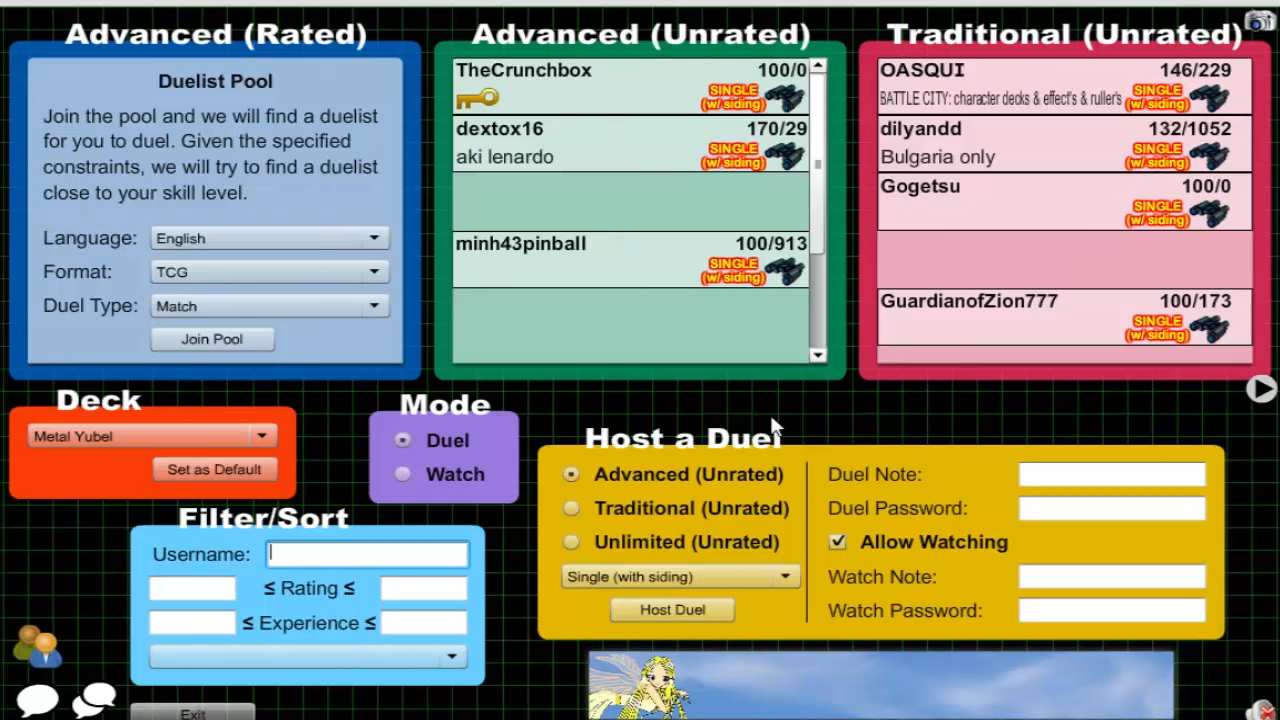 Advanced (Rated)
Duelist Pool
Join the pool and we will find a duelist
for you to duel. Given the specified
constraints, we will try to find a duelist
close to your skill level.
Language: English
Format: TCG
Duel Type: Match
Join Pool
Advanced (Unrated)
TheCrunchbox 100/0
SINGLE
(w/ siding)
dextox16 170/29
aki lenardo SINGLE
(w/ siding)
minh43pinball 100/913
SINGLE
(w/ siding)
Traditional (Unrated)
OASQUI 146/229
BATTLE CITY: character decks & effect's & ruller's SINGLE
(w/ siding)
dilyandd 132/1052
Bulgaria only SINGLE
(w/ siding)
Gogetsu 100/0
SINGLE
(w/ siding)
GuardianofZion777 100/173
SINGLE
(w/ siding)
Deck
Metal Yubel
Set as Default
Mode
Duel
Watch
Filter/Sort
Username:
≤ Rating ≤
≤ Experience ≤
Exit
Host a Duel
Advanced (Unrated)
Traditional (Unrated)
Unlimited (Unrated)
Single (with siding)
Host Duel
Duel Note:
Duel Password:
Allow Watching
Watch Note:
Watch Password: